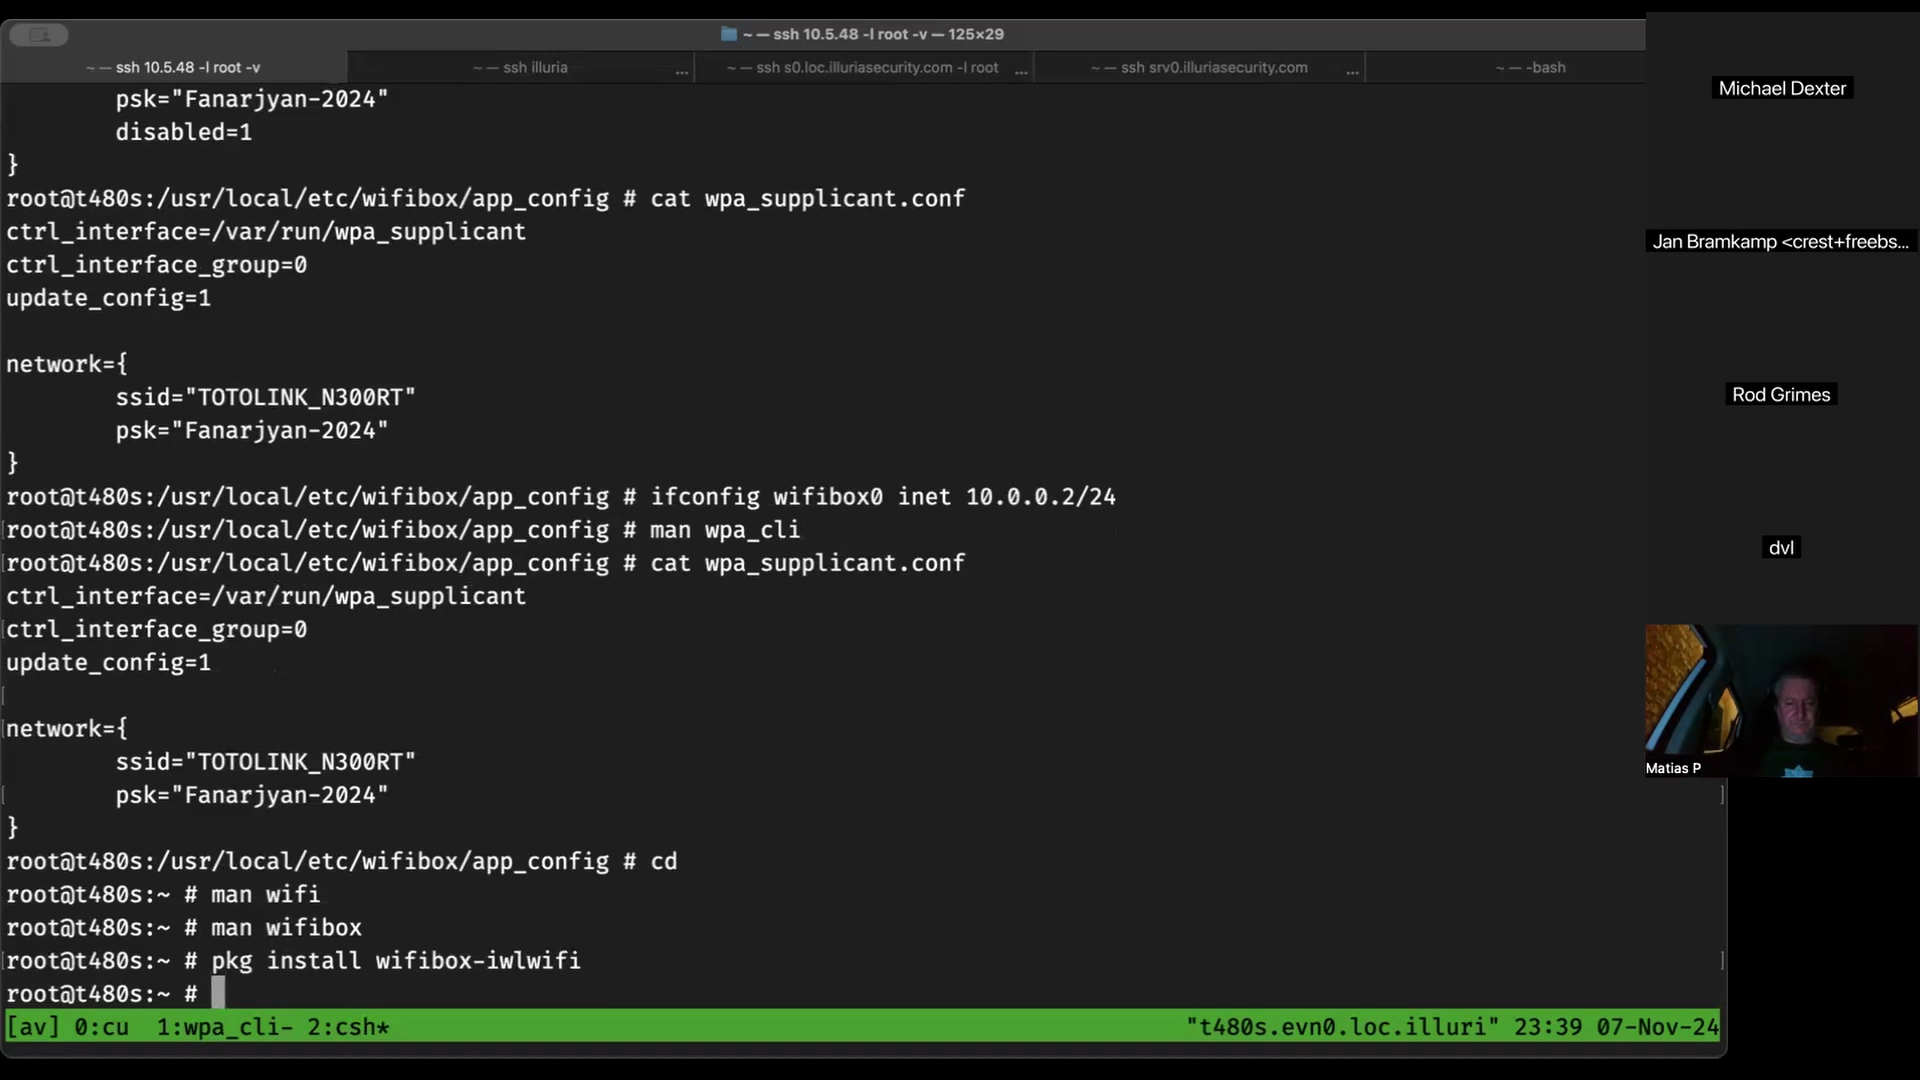 ~ — ssh 10.5.48 -l root -v — 125×29
~ — ssh 10.5.48 -l root -v
~ — ssh illuria ...
~ — ssh s0.loc.illuriasecurity.com -l root ...
~ — ssh srv0.illuriasecurity.com ...
~ — -bash
psk="Fanarjyan-2024"
disabled=1
}
root@t480s:/usr/local/etc/wifibox/app_config # cat wpa_supplicant.conf
ctrl_interface=/var/run/wpa_supplicant
ctrl_interface_group=0
update_config=1
network={
ssid="TOTOLINK_N300RT"
psk="Fanarjyan-2024"
}
root@t480s:/usr/local/etc/wifibox/app_config # ifconfig wifibox0 inet 10.0.0.2/24
[root@t480s:/usr/local/etc/wifibox/app_config # man wpa_cli
[root@t480s:/usr/local/etc/wifibox/app_config # cat wpa_supplicant.conf
ctrl_interface=/var/run/wpa_supplicant
[ctrl_interface_group=0
update_config=1
[
[network={
ssid="TOTOLINK_N300RT"
[ psk="Fanarjyan-2024" ]
}
root@t480s:/usr/local/etc/wifibox/app_config # cd
root@t480s:~ # man wifi
root@t480s:~ # man wifibox
[root@t480s:~ # pkg install wifibox-iwlwifi ]
root@t480s:~ #
[av] 0:cu 1:wpa_cli- 2:csh* "t480s.evn0.loc.illuri" 23:39 07-Nov-24
Michael Dexter
Jan Bramkamp <crest+freebs...
Rod Grimes
dvl
Matias P